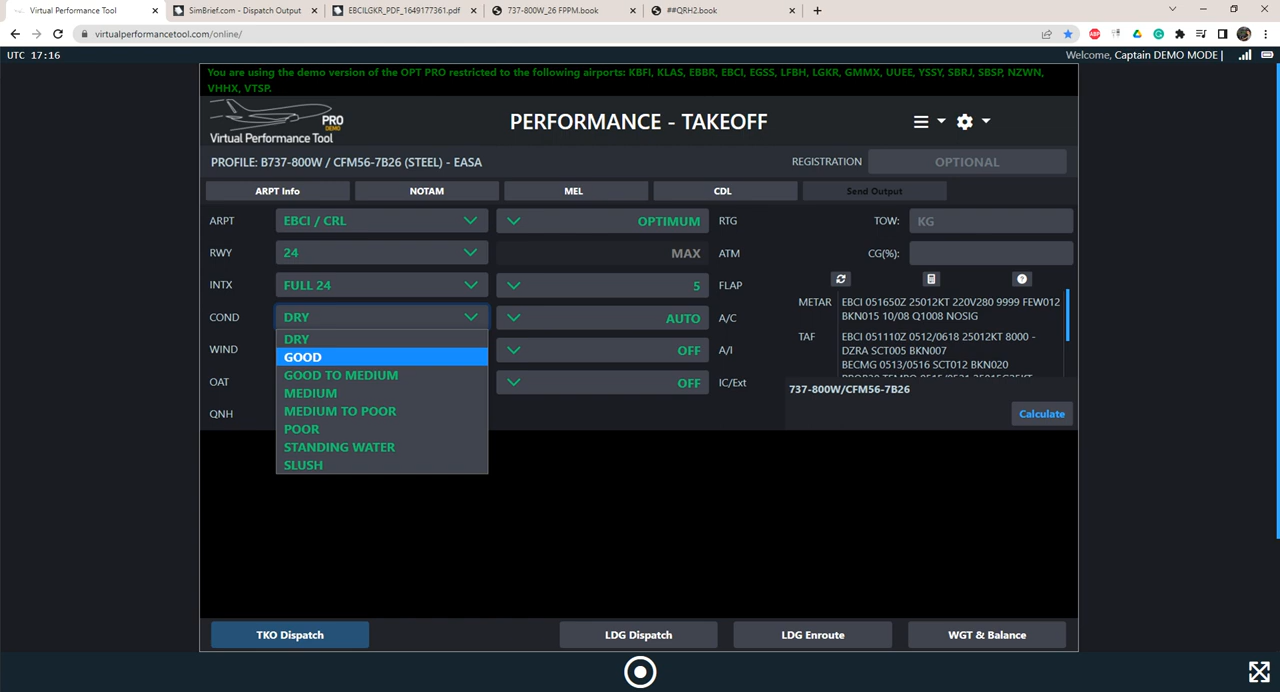 Virtual Performance Tool
SimBrief.com - Dispatch Output
EBCILGKR_PDF_1649177361.pdf
737-800W_26 FPPM.book
##QRH2.book
virtualperformancetool.com/online/
UTC 17:16
Welcome, Captain DEMO MODE |
You are using the demo version of the OPT PRO restricted to the following airports: KBFI, KLAS, EBBR, EBCI, EGSS, LFBH, LGKR, GMMX, UUEE, YSSY, SBRJ, SBSP, NZWN,
VHHX, VTSP.
PRO
DEMO
Virtual Performance Tool
PERFORMANCE - TAKEOFF
PROFILE: B737-800W / CFM56-7B26 (STEEL) - EASA
REGISTRATION
OPTIONAL
ARPT Info
NOTAM
MEL
CDL
Send Output
ARPT
EBCI / CRL
OPTIMUM
RTG
TOW:
KG
RWY
24
MAX
ATM
CG(%):
INTX
FULL 24
5
FLAP
COND
DRY
AUTO
A/C
WIND
OFF
A/I
OAT
OFF
IC/Ext
QNH
DRY
GOOD
GOOD TO MEDIUM
MEDIUM
MEDIUM TO POOR
POOR
STANDING WATER
SLUSH
METAR
EBCI 051650Z 25012KT 220V280 9999 FEW012
BKN015 10/08 Q1008 NOSIG
TAF
EBCI 051110Z 0512/0618 25015KT 8000 -
DZRA SCT005 BKN007
BECMG 0513/0516 SCT012 BKN020
737-800W/CFM56-7B26
Calculate
TKO Dispatch
LDG Dispatch
LDG Enroute
WGT & Balance